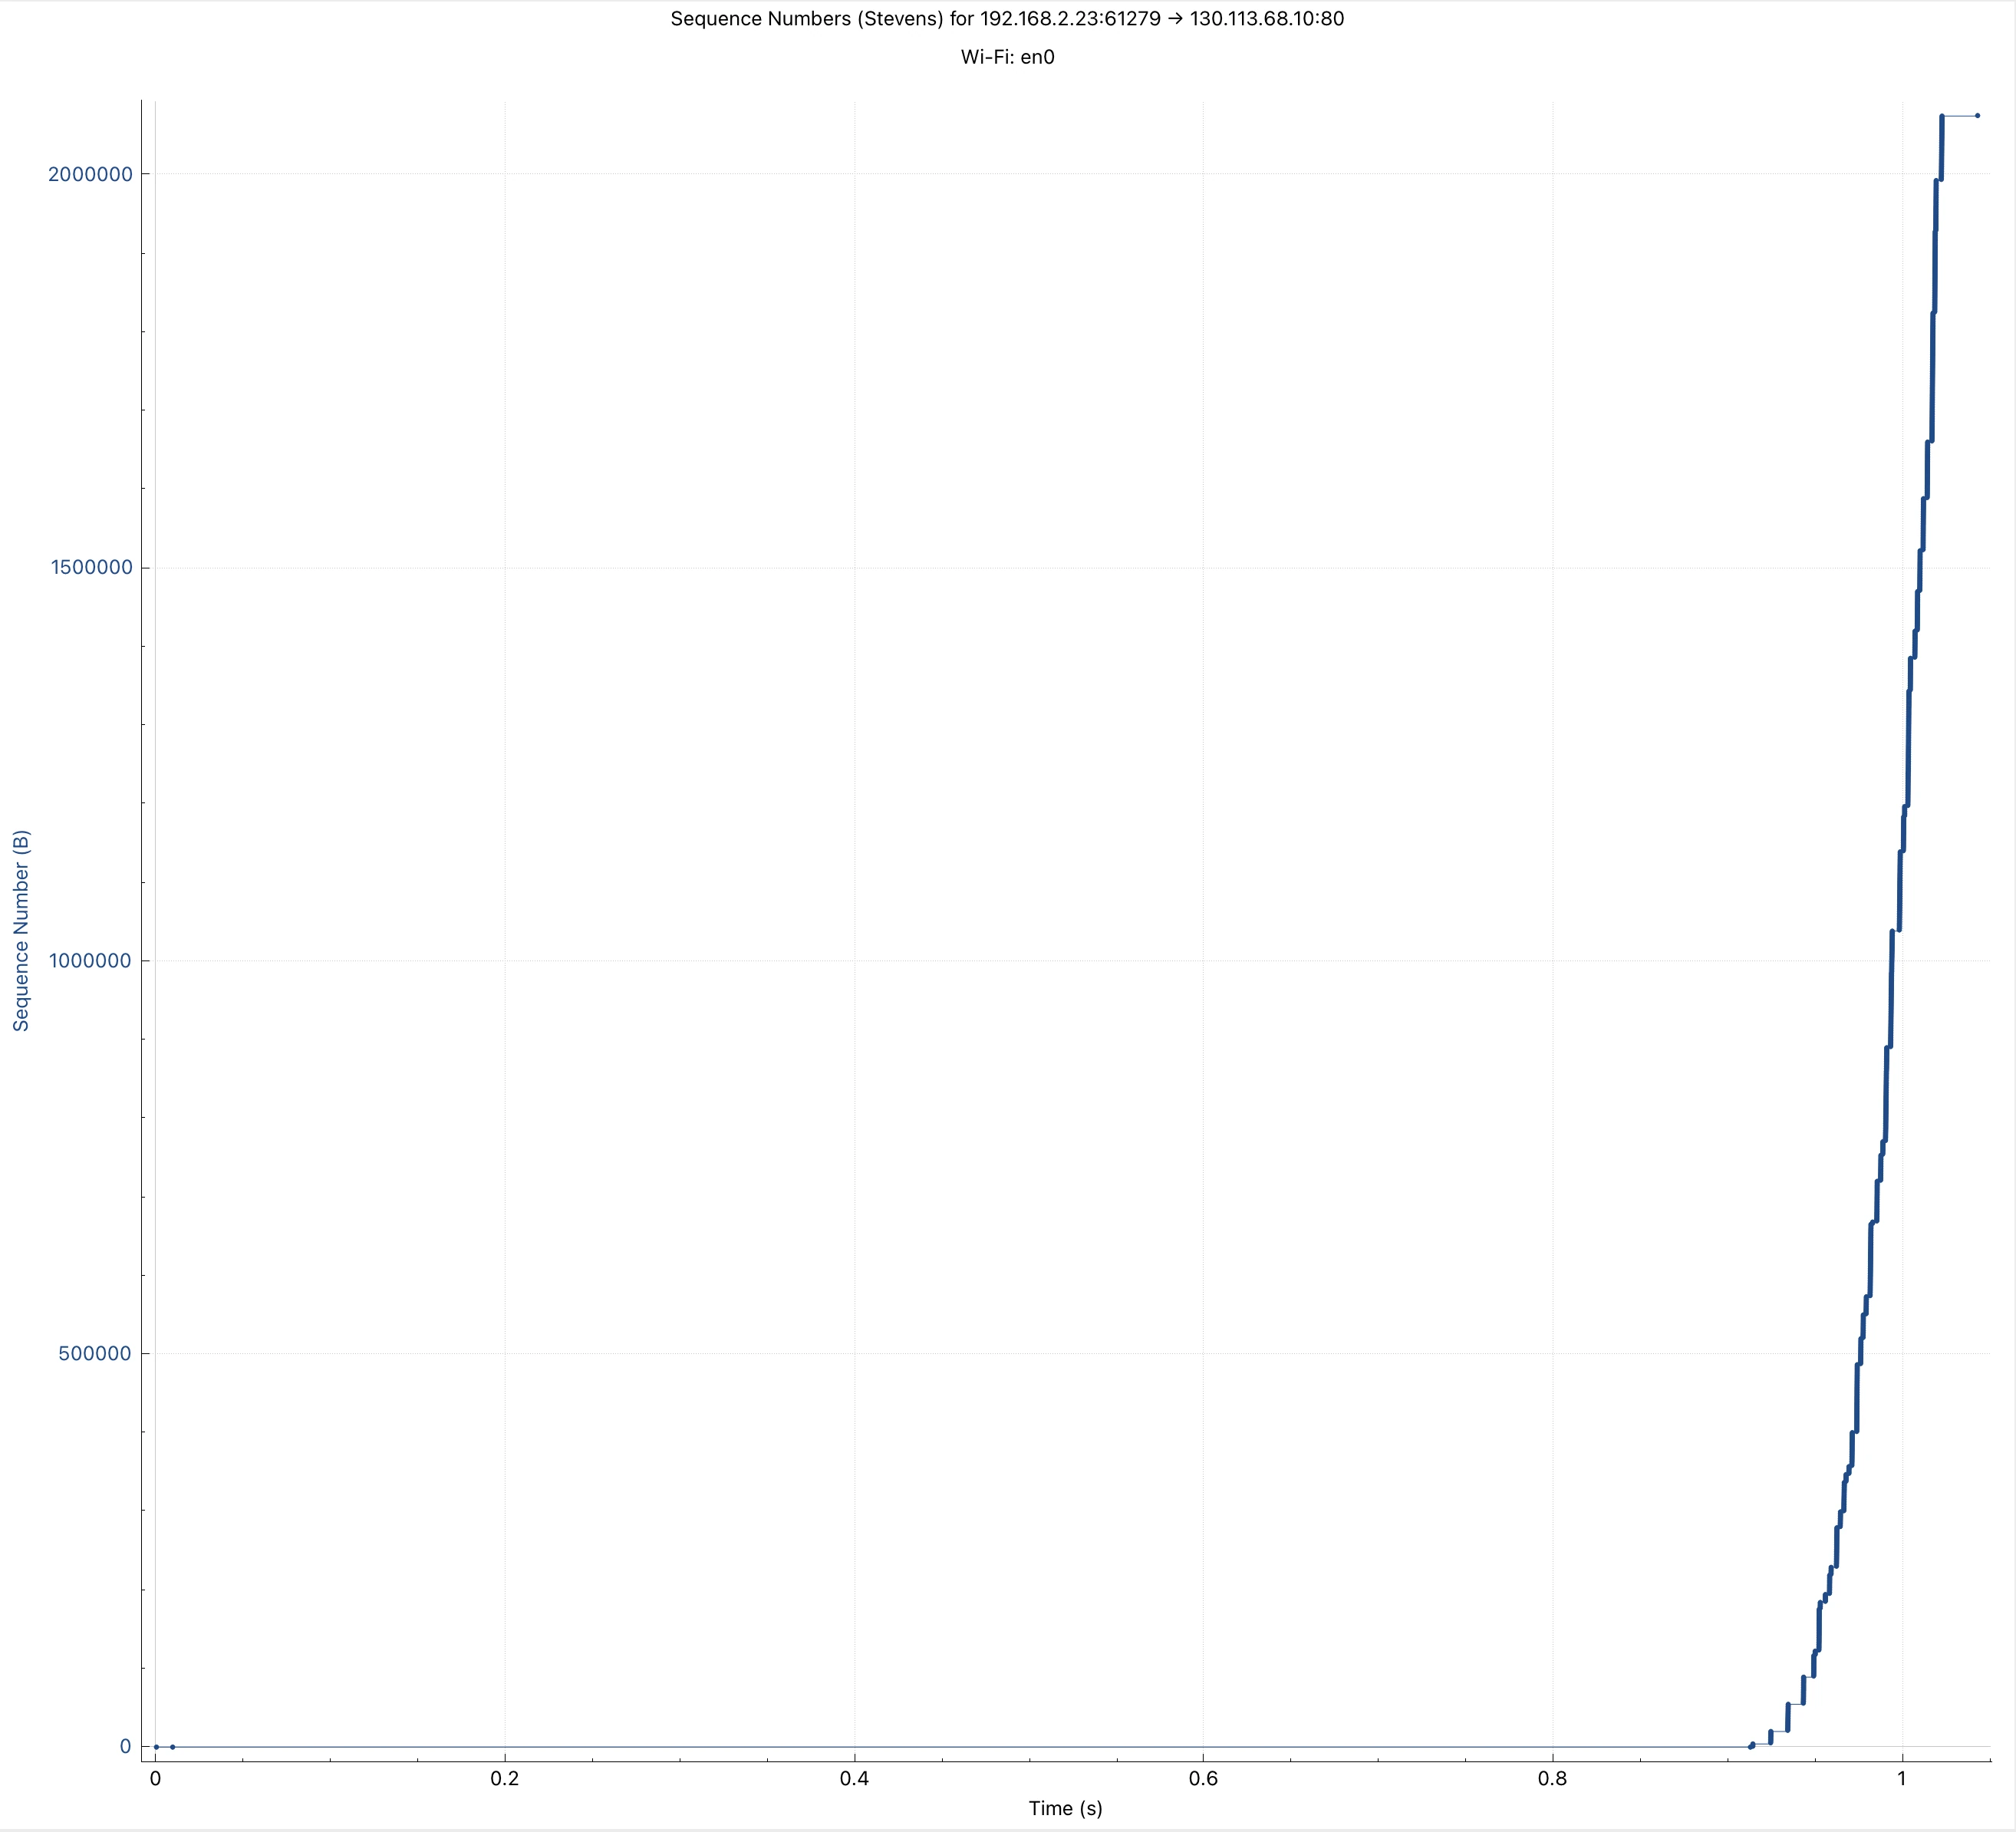 Sequence Numbers (Stevens) for 192.168.2.23:61279 → 130.113.68.10:80
Wi-Fi: en0
2000000
1500000
1000000
500000
0
Sequence Number (B)
0 0.2 0.4 0.6 0.8 1
Time (s)